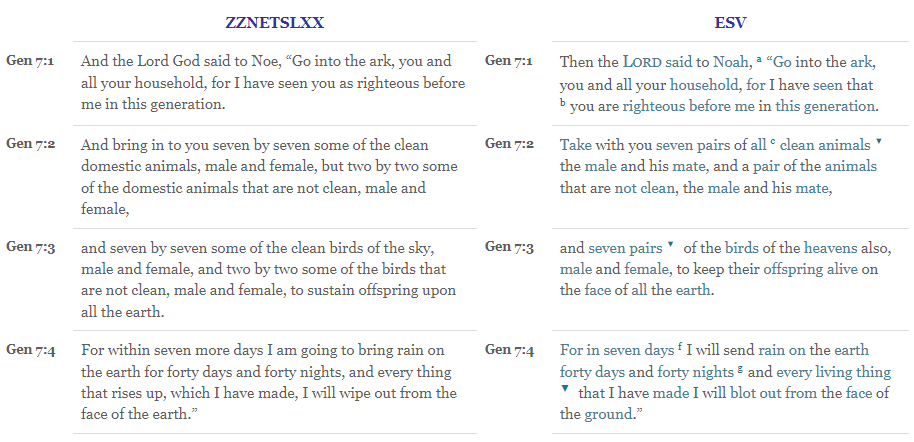 ZZNETSLXX
Gen 7:1 And the Lord God said to Noe, “Go into the ark, you and
all your household, for I have seen you as righteous before
me in this generation.
Gen 7:2 And bring in to you seven by seven some of the clean
domestic animals, male and female, but two by two some
of the domestic animals that are not clean, male and
female,
Gen 7:3 and seven by seven some of the clean birds of the sky,
male and female, and two by two some of the birds that
are not clean, male and female, to sustain offspring upon
all the earth.
Gen 7:4 For within seven more days I am going to bring rain on
the earth for forty days and forty nights, and every thing
that rises up, which I have made, I will wipe out from the
face of the earth.”
ESV
Gen 7:1 Then the LORD said to Noah, a “Go into the ark,
you and all your household, for I have seen that
b you are righteous before me in this generation.
Gen 7:2 Take with you seven pairs of all c clean animals ▼
the male and his mate, and a pair of the animals
that are not clean, the male and his mate,
Gen 7:3 and seven pairs ▼ of the birds of the heavens also,
male and female, to keep their offspring alive on
the face of all the earth.
Gen 7:4 For in seven days f I will send rain on the earth
forty days and forty nights g and every living thing
▼ that I have made I will blot out from the face of
the ground.”